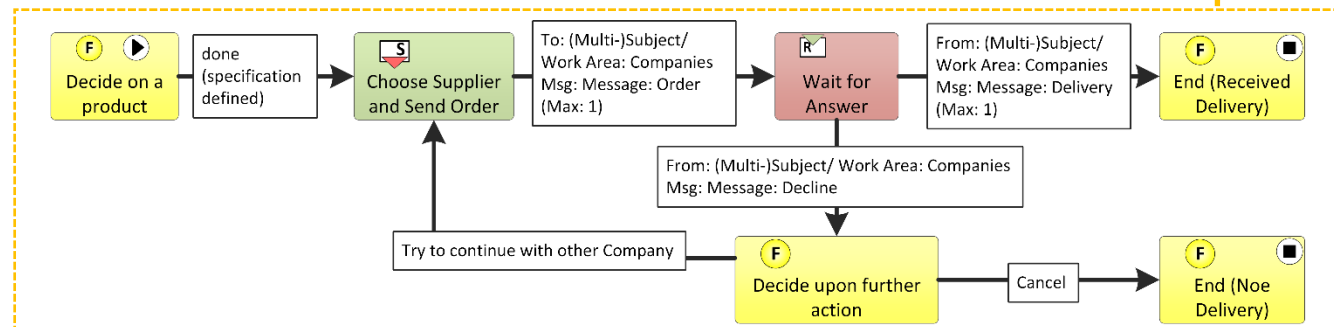 F
Decide on a
product
done
(specification
defined)
S
Choose Supplier
and Send Order
To: (Multi-)Subject/
Work Area: Companies
Msg: Message: Order
(Max: 1)
R
Wait for
Answer
From: (Multi-)Subject/
Work Area: Companies
Msg: Message: Delivery
(Max: 1)
F
End (Received
Delivery)
From: (Multi-)Subject/ Work Area: Companies
Msg: Message: Decline
Try to continue with other Company
F
Decide upon further
action
Cancel
F
End (Noe
Delivery)